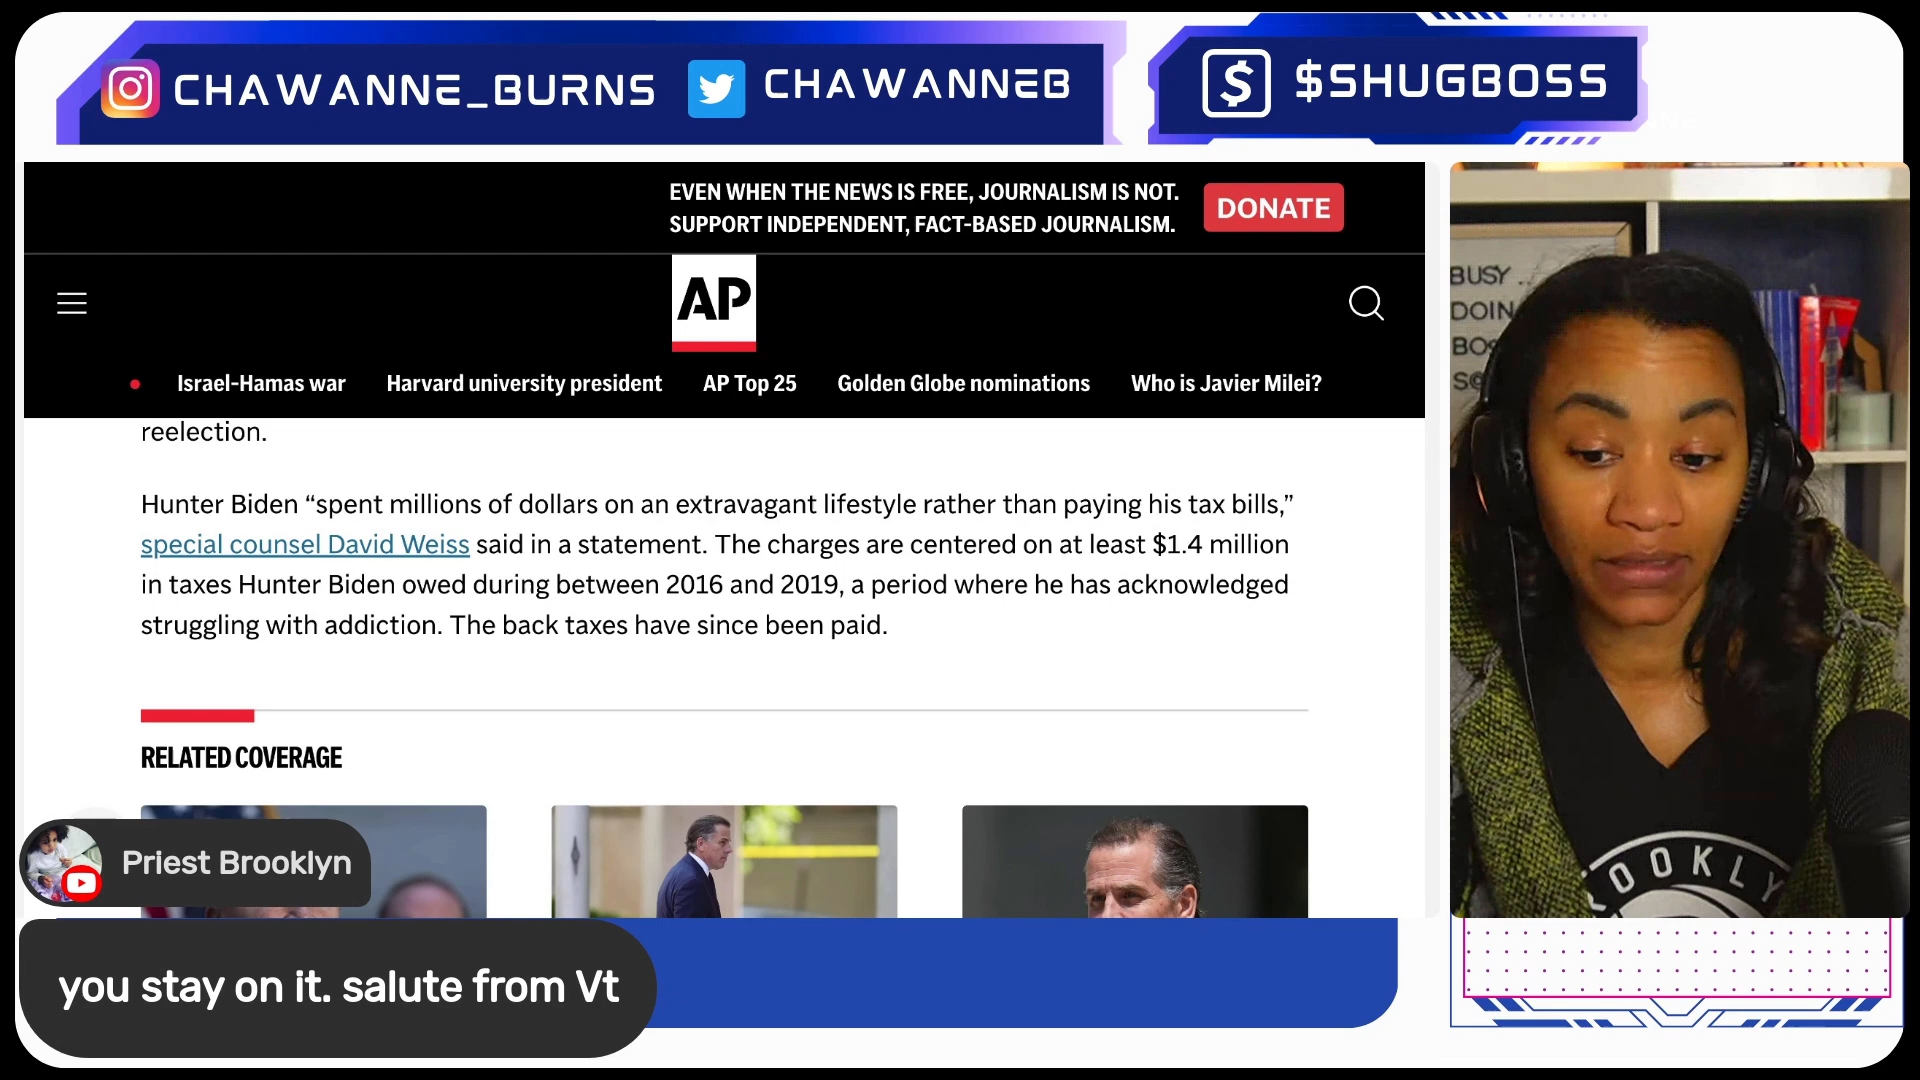 CHAWANNE_BURNS
CHAWANNEB
$SHUGBOSS
EVEN WHEN THE NEWS IS FREE, JOURNALISM IS NOT.
SUPPORT INDEPENDENT, FACT-BASED JOURNALISM.
DONATE
AP
Israel-Hamas war
Harvard university president
AP Top 25
Golden Globe nominations
Who is Javier Milei?
reelection.
Hunter Biden “spent millions of dollars on an extravagant lifestyle rather than paying his tax bills,”
special counsel David Weiss said in a statement. The charges are centered on at least $1.4 million
in taxes Hunter Biden owed during between 2016 and 2019, a period where he has acknowledged
struggling with addiction. The back taxes have since been paid.
RELATED COVERAGE
Priest Brooklyn
you stay on it. salute from Vt
BUSY